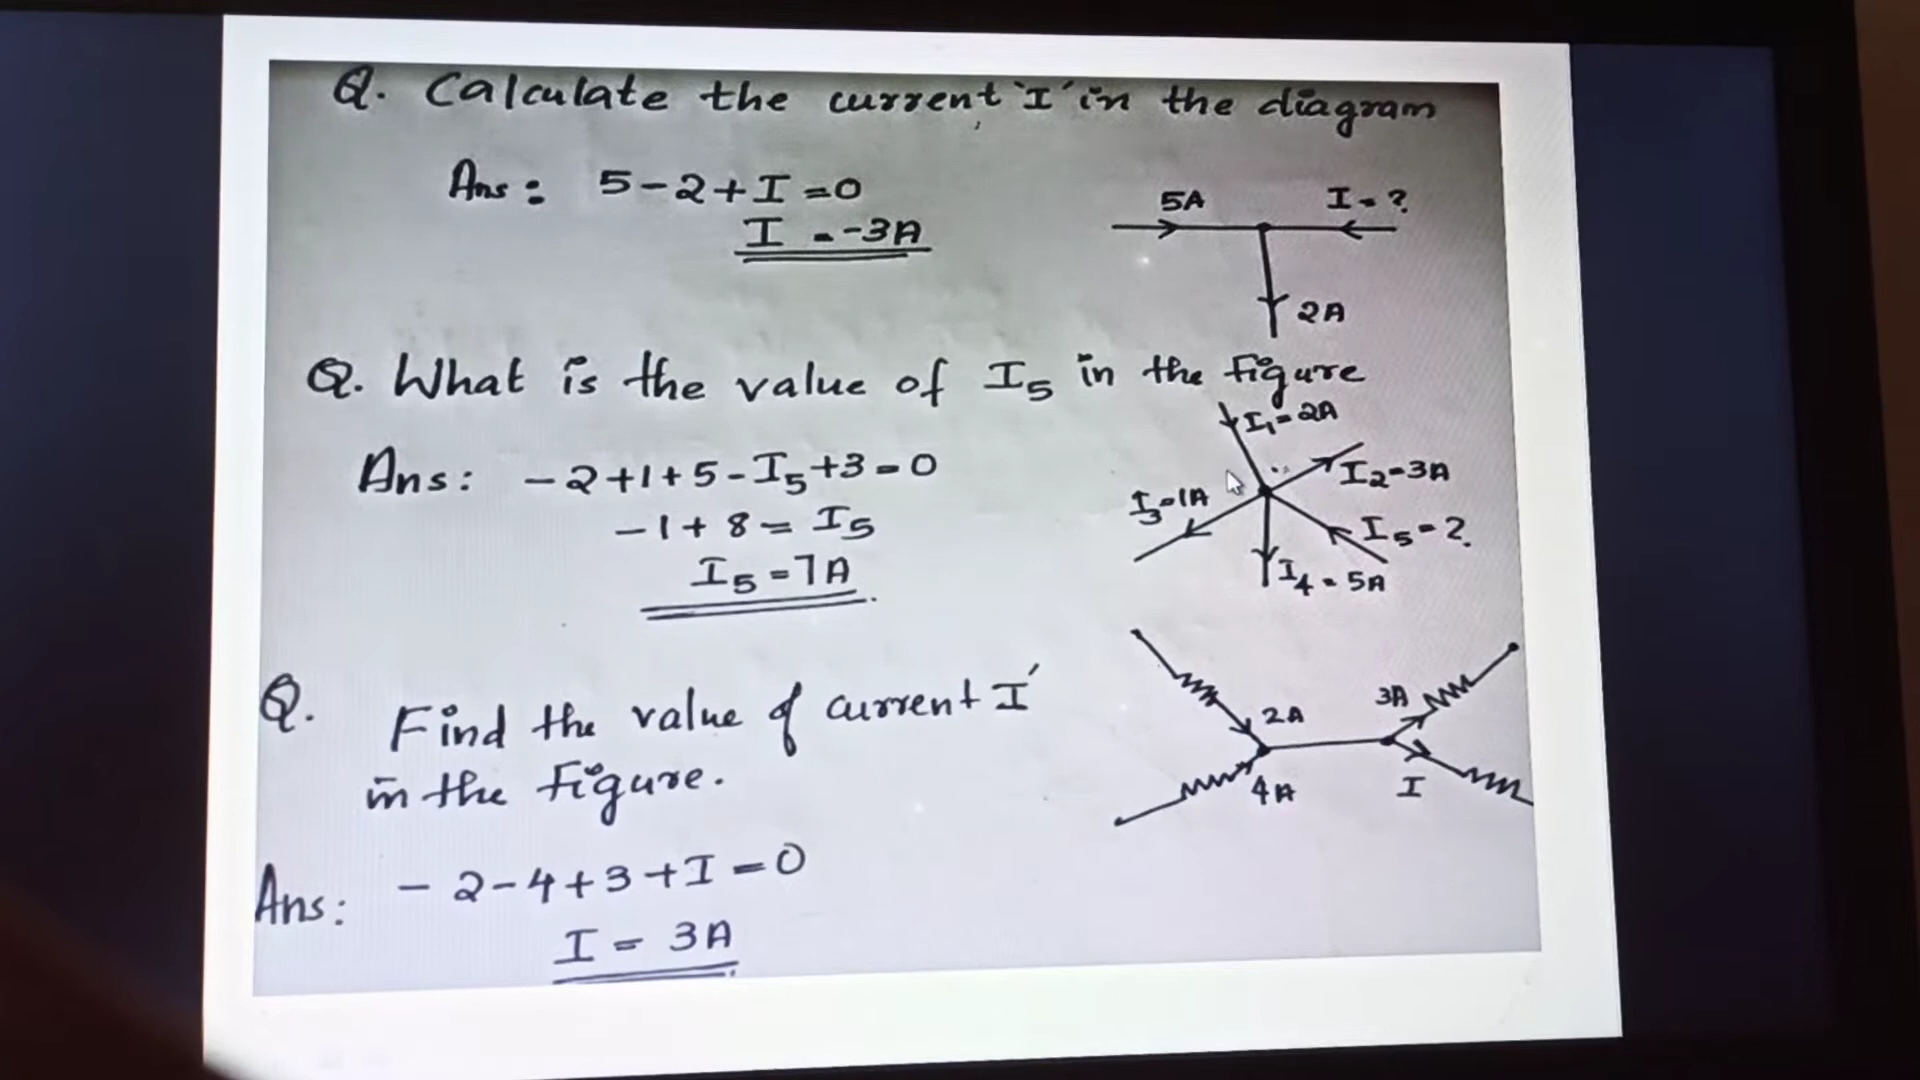 Q. Calculate the current `I´ in the diagram
Ans: 5-2+I=0
I = -3A
5A
I = ?
2A
Q. What is the value of I5 in the figure
Ans: -2+1+5-I5+3=0
-1+8=I5
I5=7A
I1=2A
I2=3A
I3=1A
I5=?
I4=5A
Q. Find the value of current I´
in the figure.
Ans: -2-4+3+I=0
I = 3A
2A
3A
4A
I